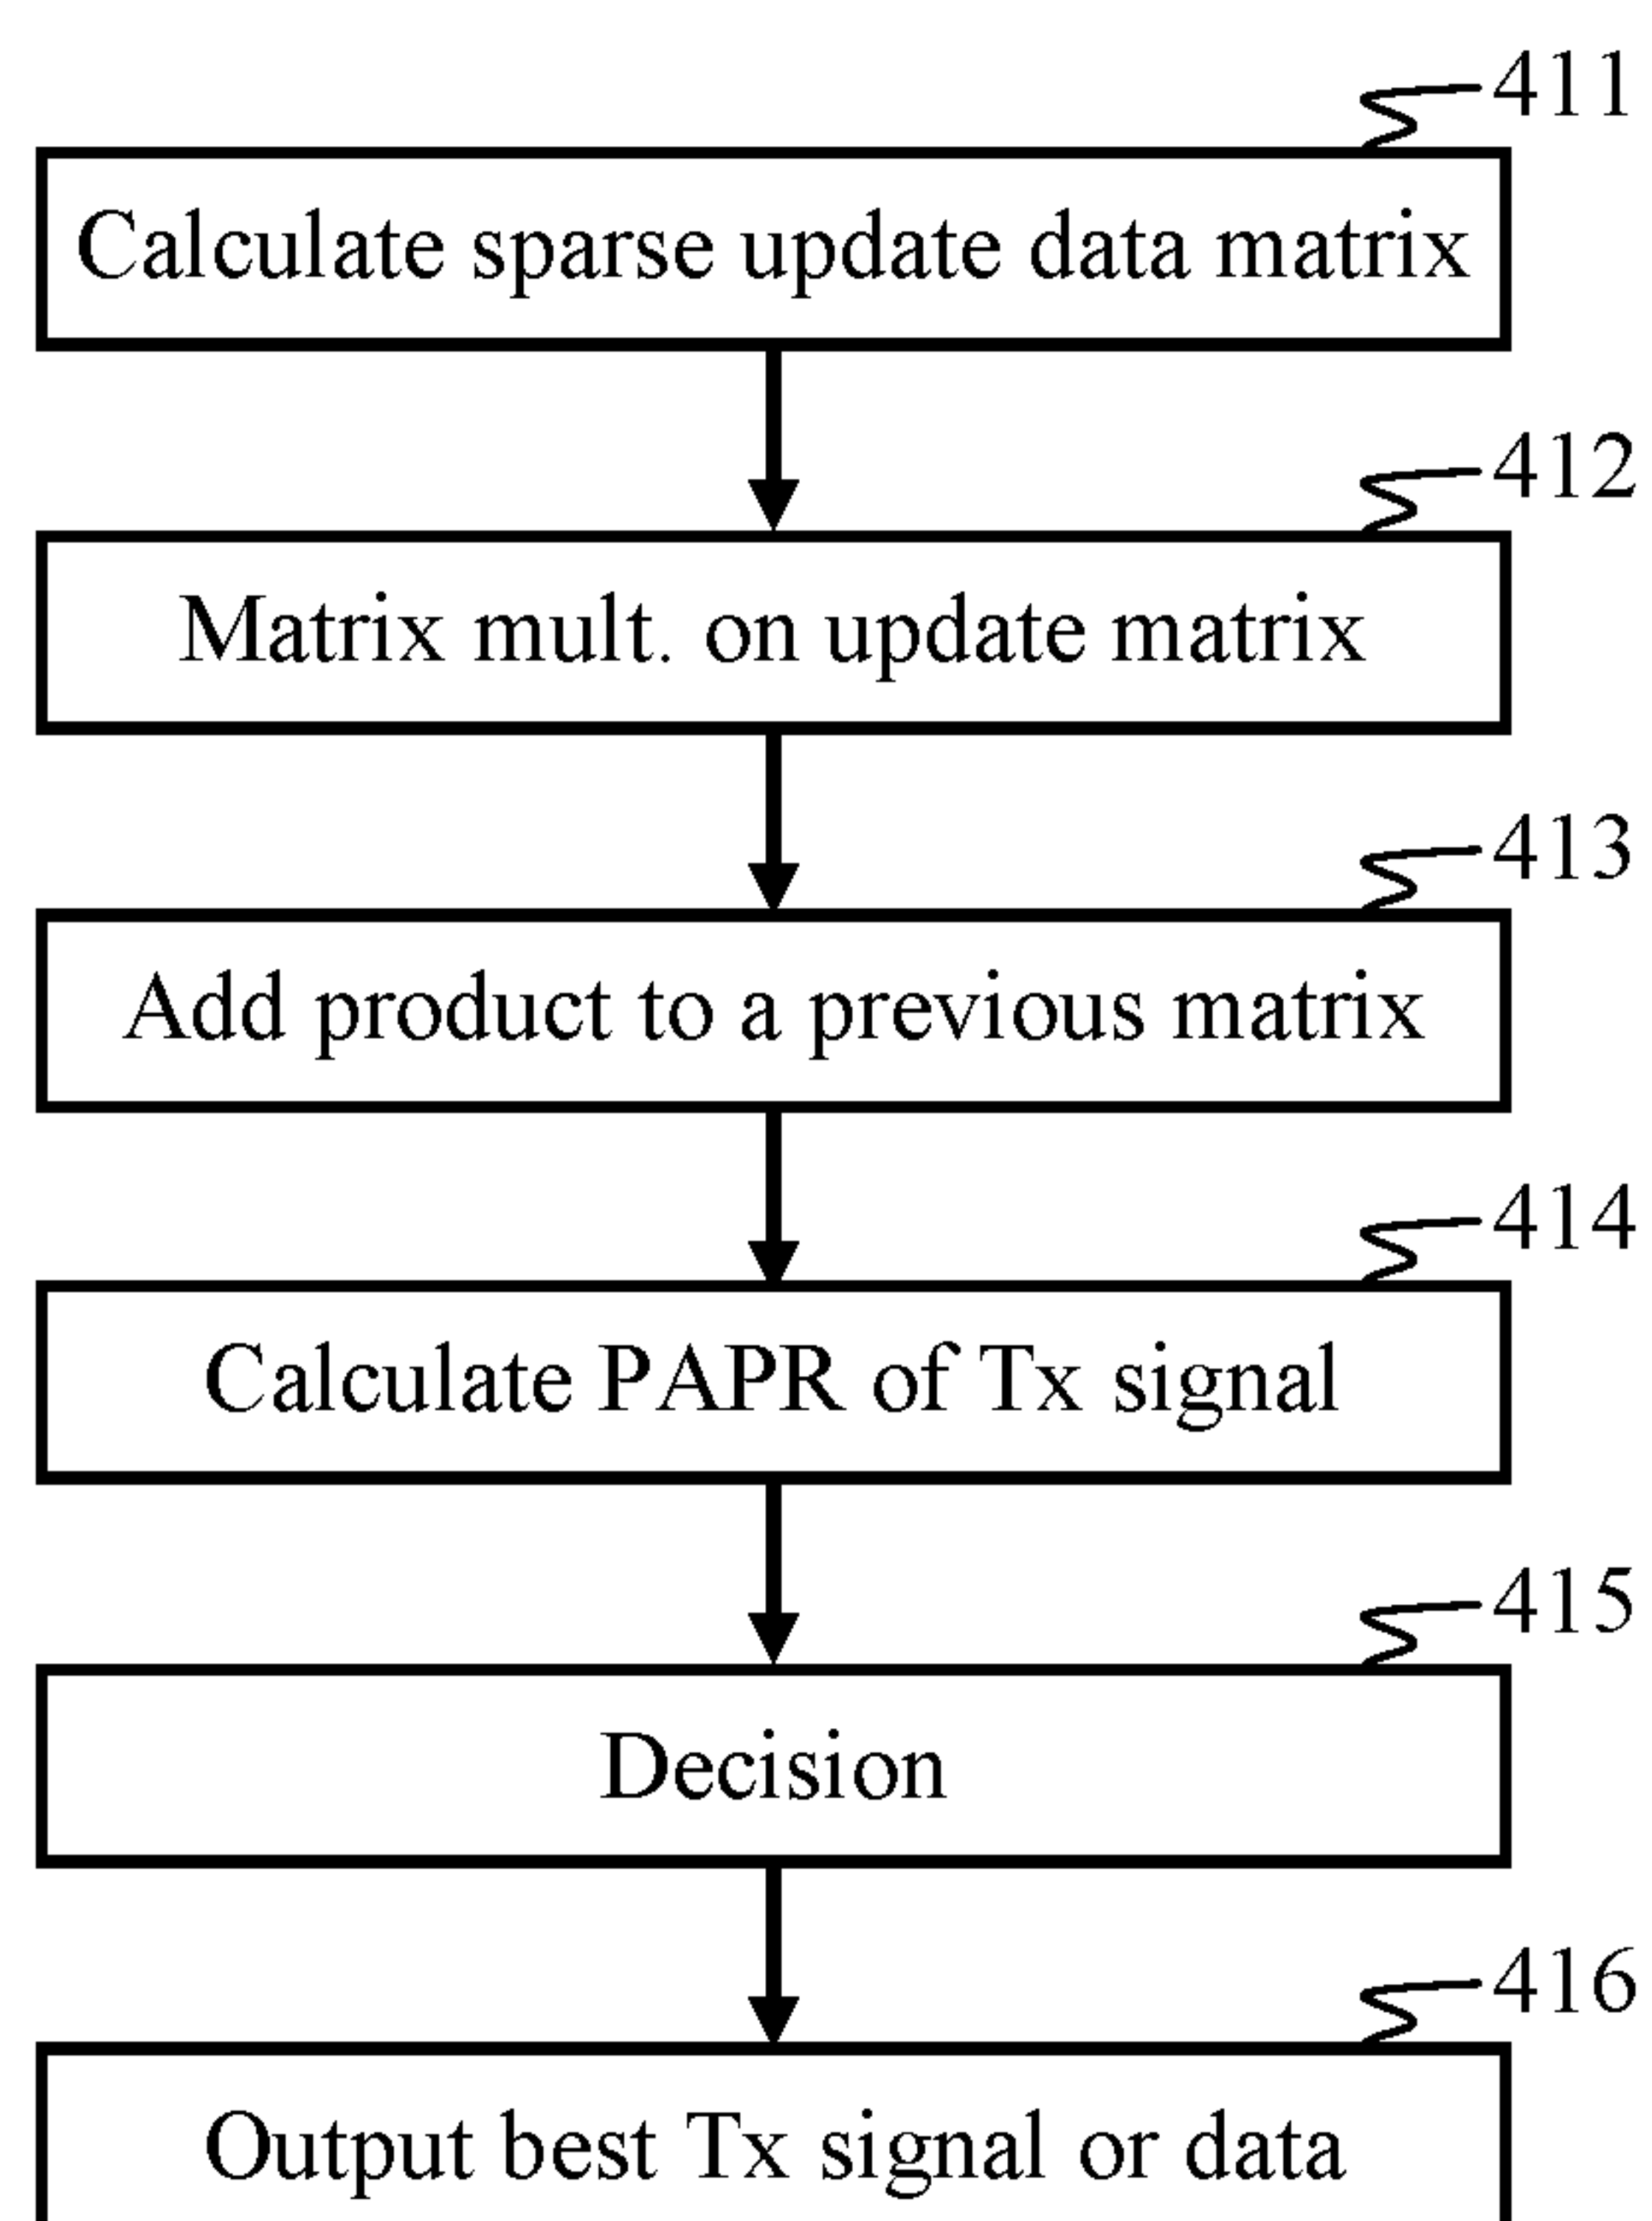 411
Calculate sparse update data matrix
412
Matrix mult. on update matrix
413
Add product to a previous matrix
414
Calculate PAPR of Tx signal
415
Decision
416
Output best Tx signal or data